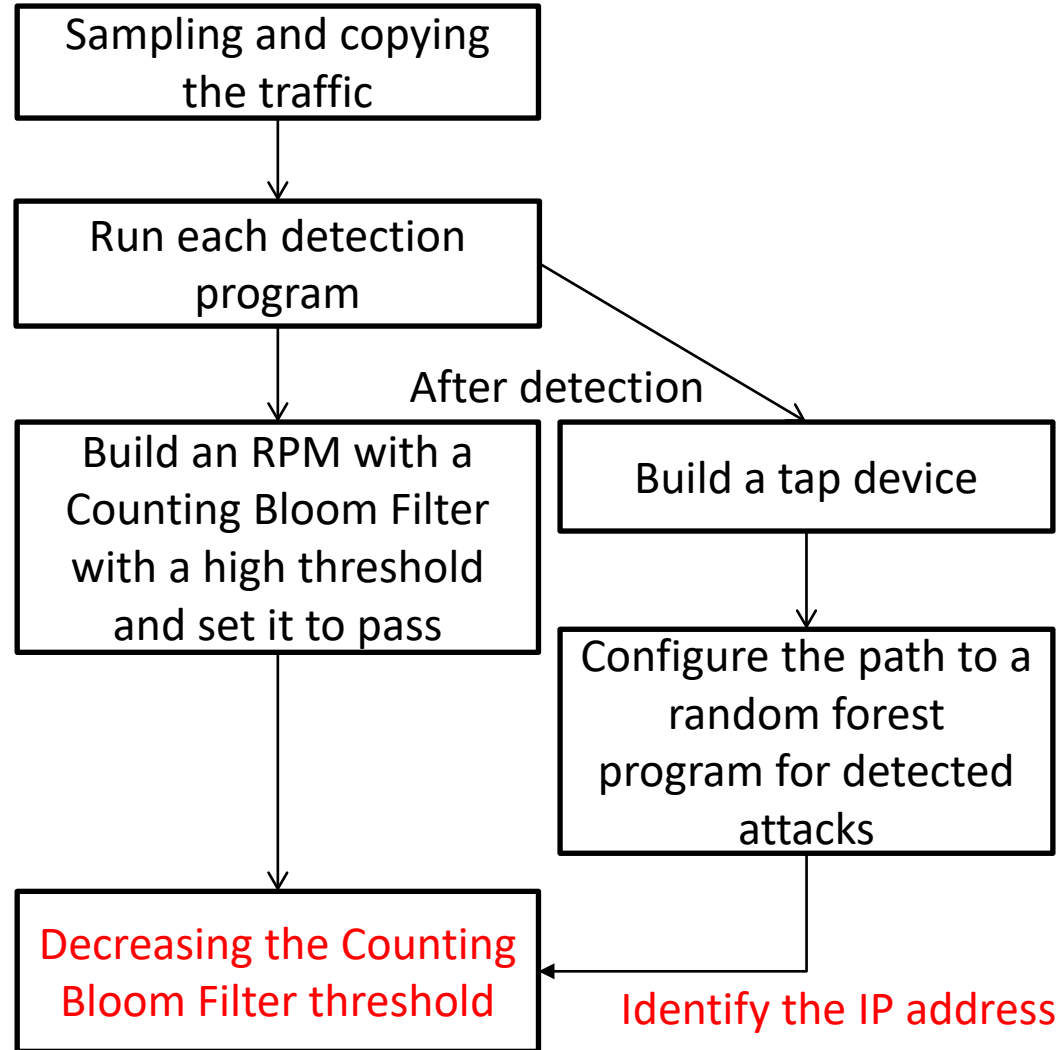 Sampling and copying
the traffic
Run each detection
program
After detection
Build an RPM with a
Counting Bloom Filter
with a high threshold
and set it to pass
Build a tap device
Configure the path to a
random forest
program for detected
attacks
Decreasing the Counting
Bloom Filter threshold
Identify the IP address